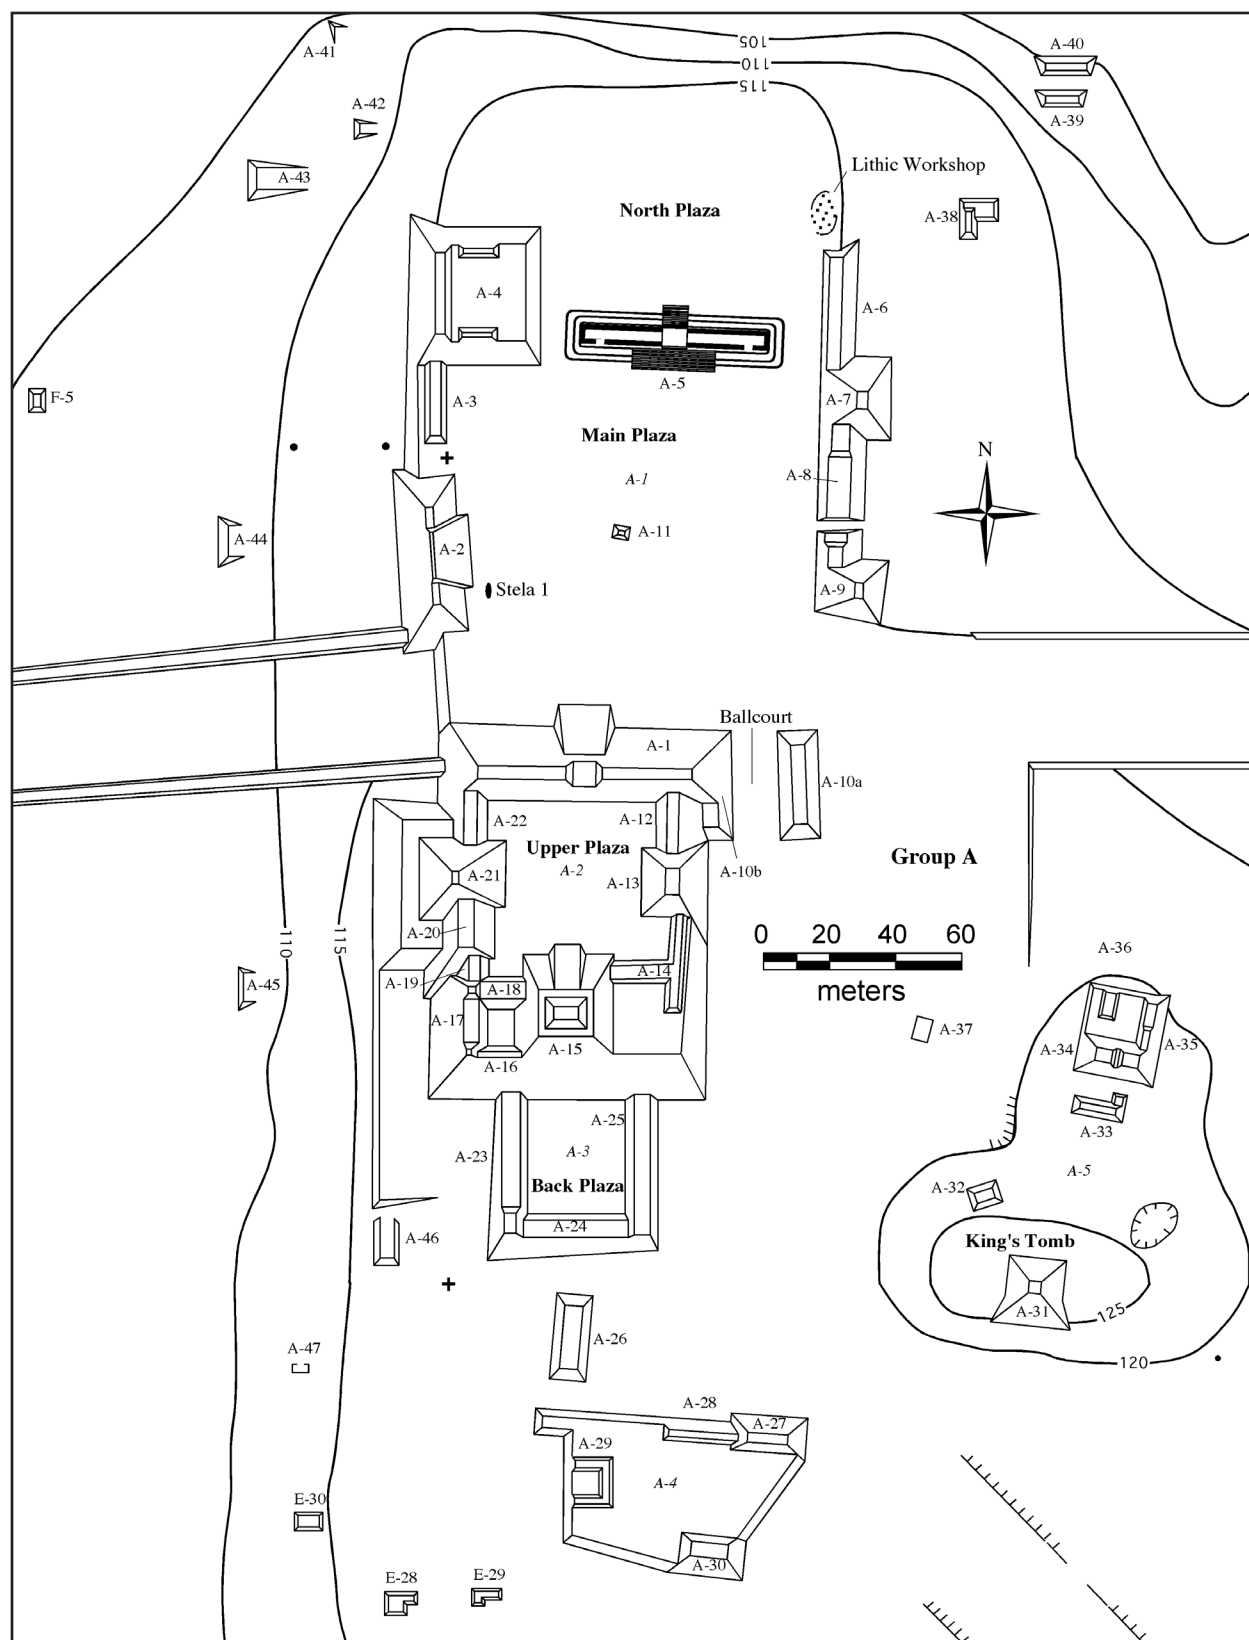 A-41
105
110
115
A-40
A-39
A-42
A-43
Lithic Workshop
North Plaza
A-38
A-4
A-6
A-5
F-5
A-3
A-7
Main Plaza
A-1
A-8
N
A-11
A-44
A-2
Stela 1
A-9
Ballcourt
A-1
A-10a
A-22
A-12
Upper Plaza
A-2
A-21
A-13
A-10b
Group A
A-20
0 20 40 60
meters
110
115
A-36
A-19
A-18
A-14
A-45
A-17
A-15
A-16
A-37
A-34
A-35
A-25
A-33
A-23
A-3
Back Plaza
A-5
A-32
A-24
A-46
King's Tomb
A-31
125
A-26
A-47
120
A-28
A-27
A-29
A-4
E-30
A-30
E-28
E-29